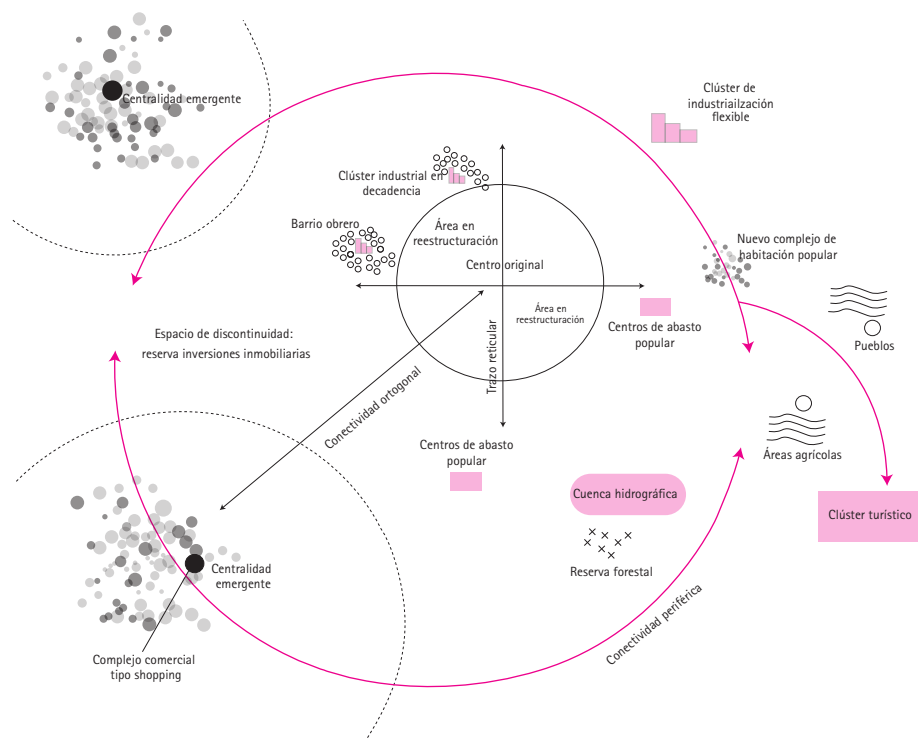 Centralidad emergente
Clúster de
industriailzación
flexible
Clúster industrial en
decadencia
Barrio obrero
Área en
reestructuración
Centro original
Nuevo complejo de
habitación popular
Área en
reestructuración
Trazo reticular
Centros de abasto
popular
Pueblos
Espacio de discontinuidad:
reserva inversiones inmobiliarias
Conectividad ortogonal
Centros de abasto
popular
Áreas agrícolas
Cuenca hidrográfica
Clúster turístico
Reserva forestal
Centralidad
emergente
Conectividad periférica
Complejo comercial
tipo shopping